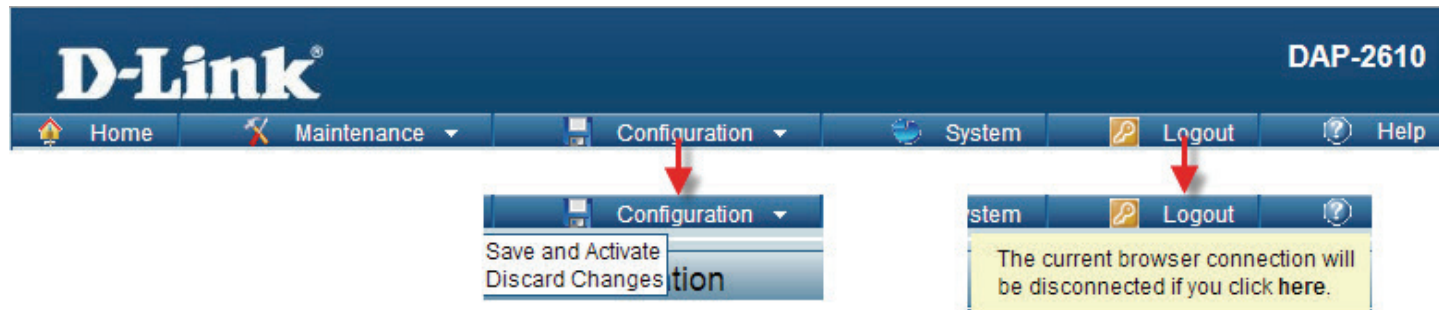 D-Link®
DAP-2610
Home Maintenance Configuration System Logout Help
Configuration
Save and Activate
Discard Changes tion
stem Logout
The current browser connection will
be disconnected if you click here.